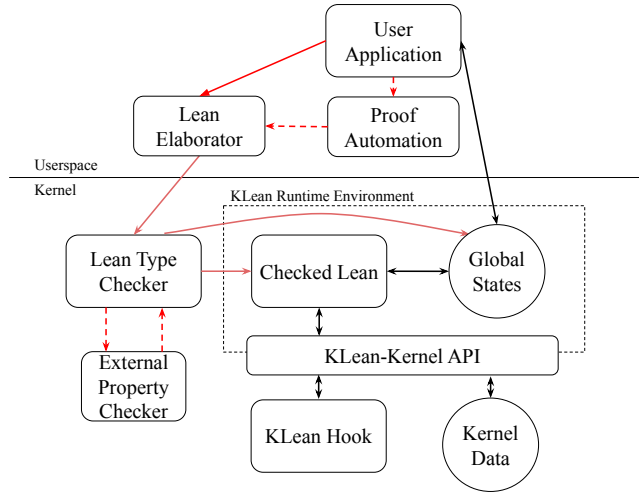 User
Application
Lean
Elaborator
Proof
Automation
Userspace
Kernel
KLean Runtime Environment
Lean Type
Checker
Checked Lean
Global
States
KLean-Kernel API
External
Property
Checker
KLean Hook
Kernel
Data